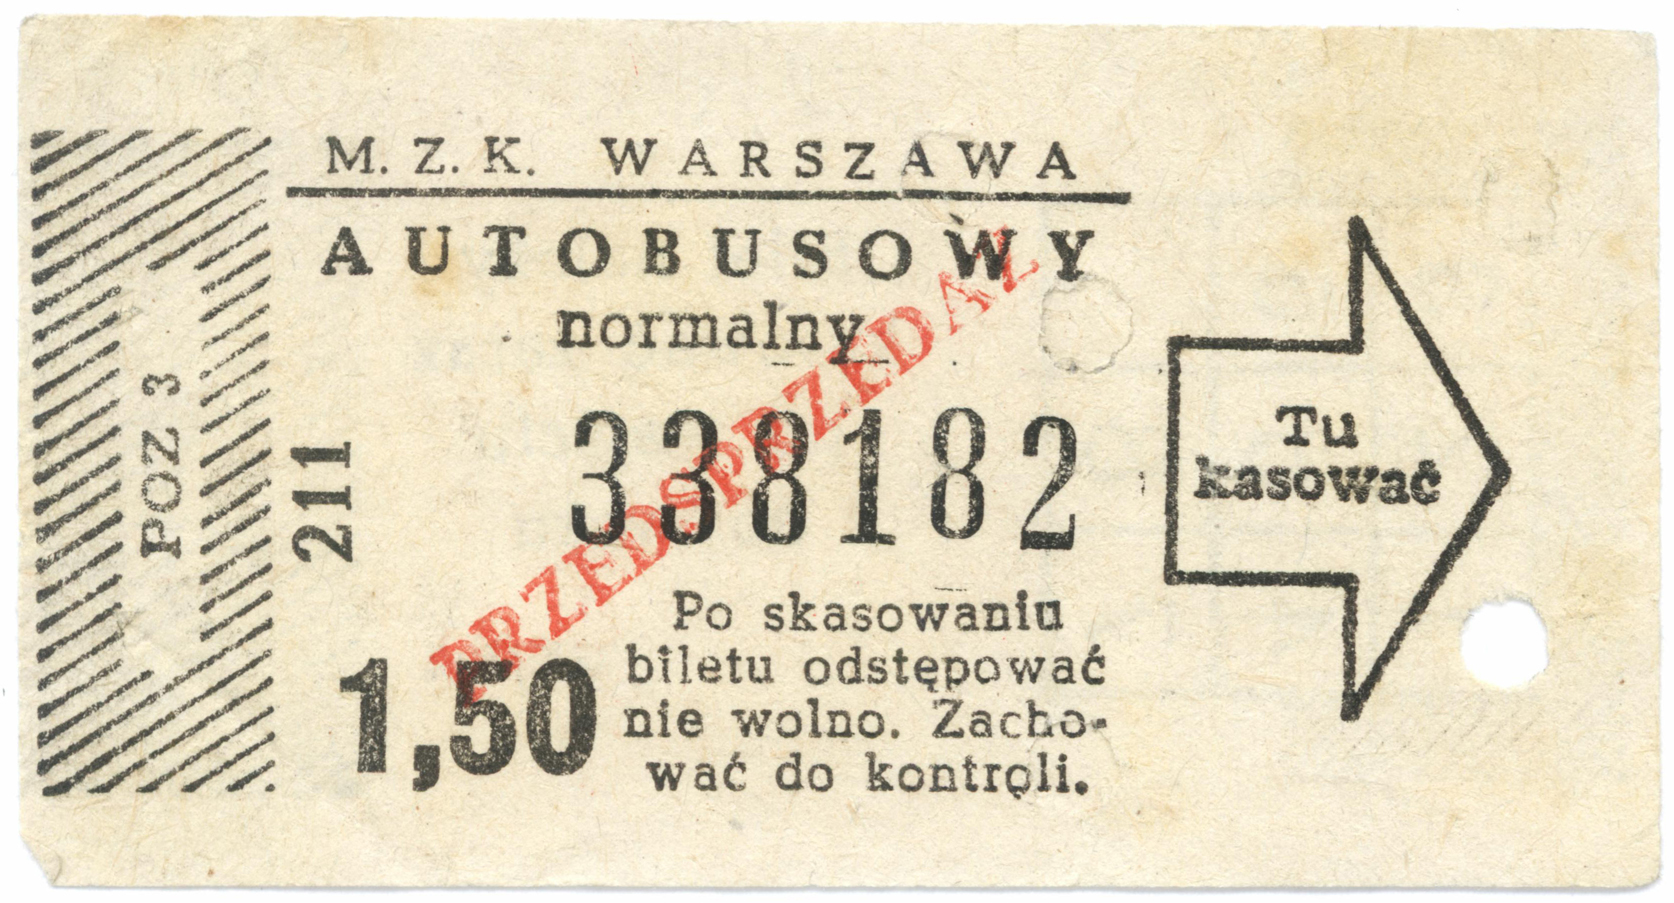 M. Z. K. WARSZAWA
AUTOBUSOWY
normalny
PRZEDSPRZEDAŻ
POZ 3
211
338182
1,50
Po skasowaniu
biletu odstępować
nie wolno. Zacho-
wać do kontroli.
Tu
kasować